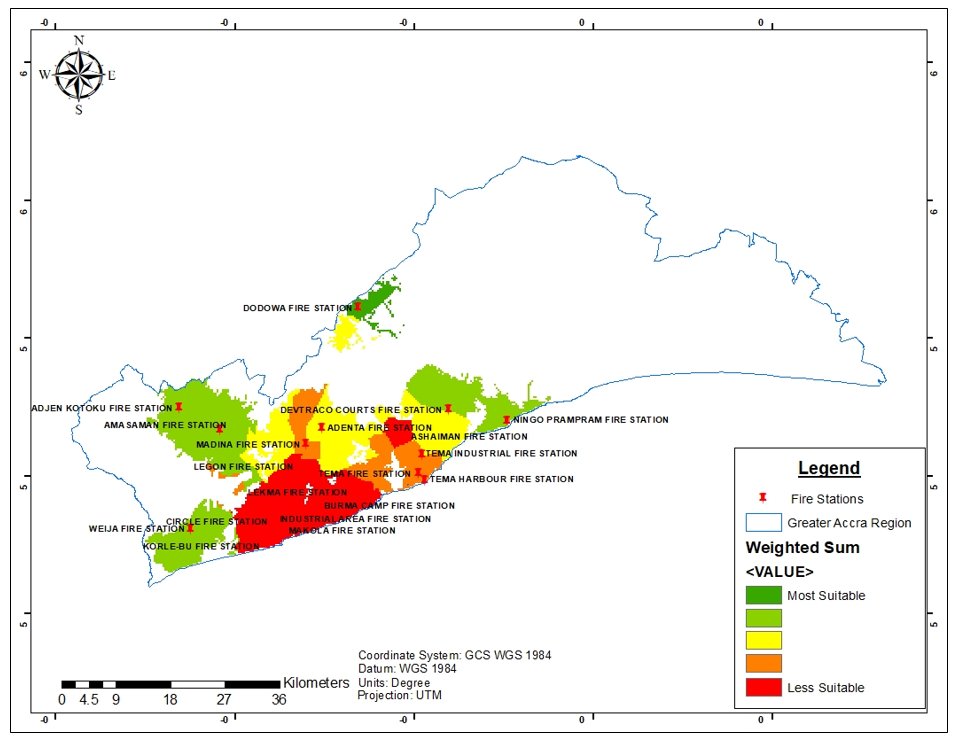 -0 -0 -0 0 0
N
W E
S
6 6
6 6
DODOWA FIRE STATION
5 5
ADJEN KOTOKU FIRE STATION
DEVTRACO COURTS FIRE STATION
NINGO PRAMPRAM FIRE STATION
AMASAMAN FIRE STATION
ADENTA FIRE STATION
ASHAIMAN FIRE STATION
MADINA FIRE STATION
TEMA INDUSTRIAL FIRE STATION
LEGON FIRE STATION
TEMA FIRE STATION
TEMA HARBOUR FIRE STATION
5 5
LEKMA FIRE STATION
BURMA CAMP FIRE STATION
CIRCLE FIRE STATION
INDUSTRIAL AREA FIRE STATION
WEIJA FIRE STATION
MAKOLA FIRE STATION
KORLE-BU FIRE STATION
5 5
Legend
Fire Stations
Greater Accra Region
Weighted Sum
<VALUE>
Most Suitable
Less Suitable
Coordinate System: GCS WGS 1984
Datum: WGS 1984
Units: Degree
Projection: UTM
Kilometers
0 4.5 9 18 27 36
-0 -0 -0 0 0